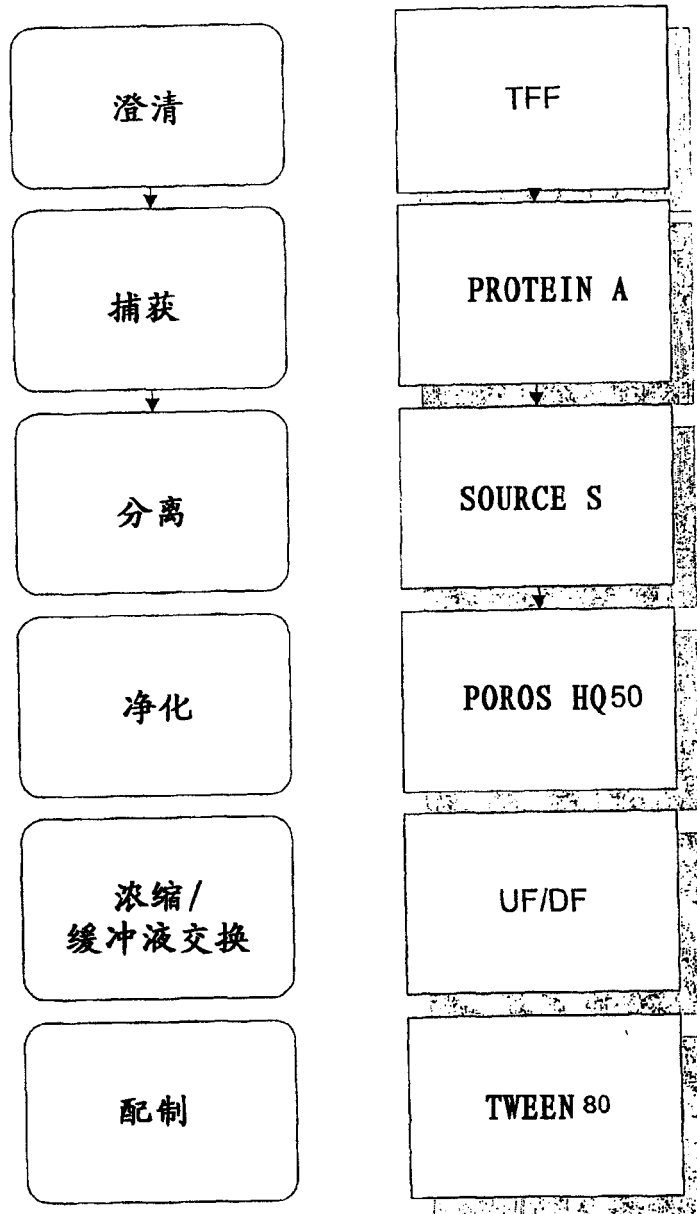 澄清
TFF
捕获
PROTEIN A
分离
SOURCE S
净化
POROS HQ50
浓缩/
缓冲液交换
UF/DF
配制
TWEEN 80